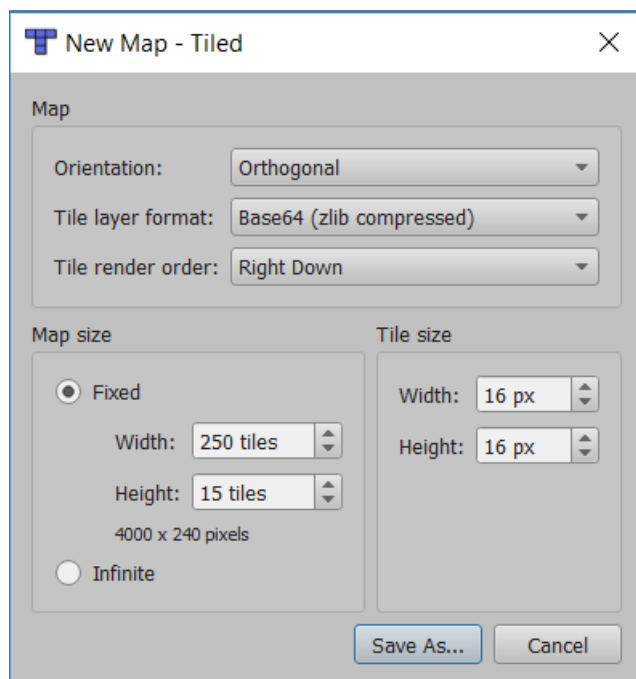 New Map - Tiled
Map
Orientation: Orthogonal
Tile layer format: Base64 (zlib compressed)
Tile render order: Right Down
Map size
Fixed
Width: 250 tiles
Height: 15 tiles
4000 x 240 pixels
Infinite
Tile size
Width: 16 px
Height: 16 px
Save As... Cancel